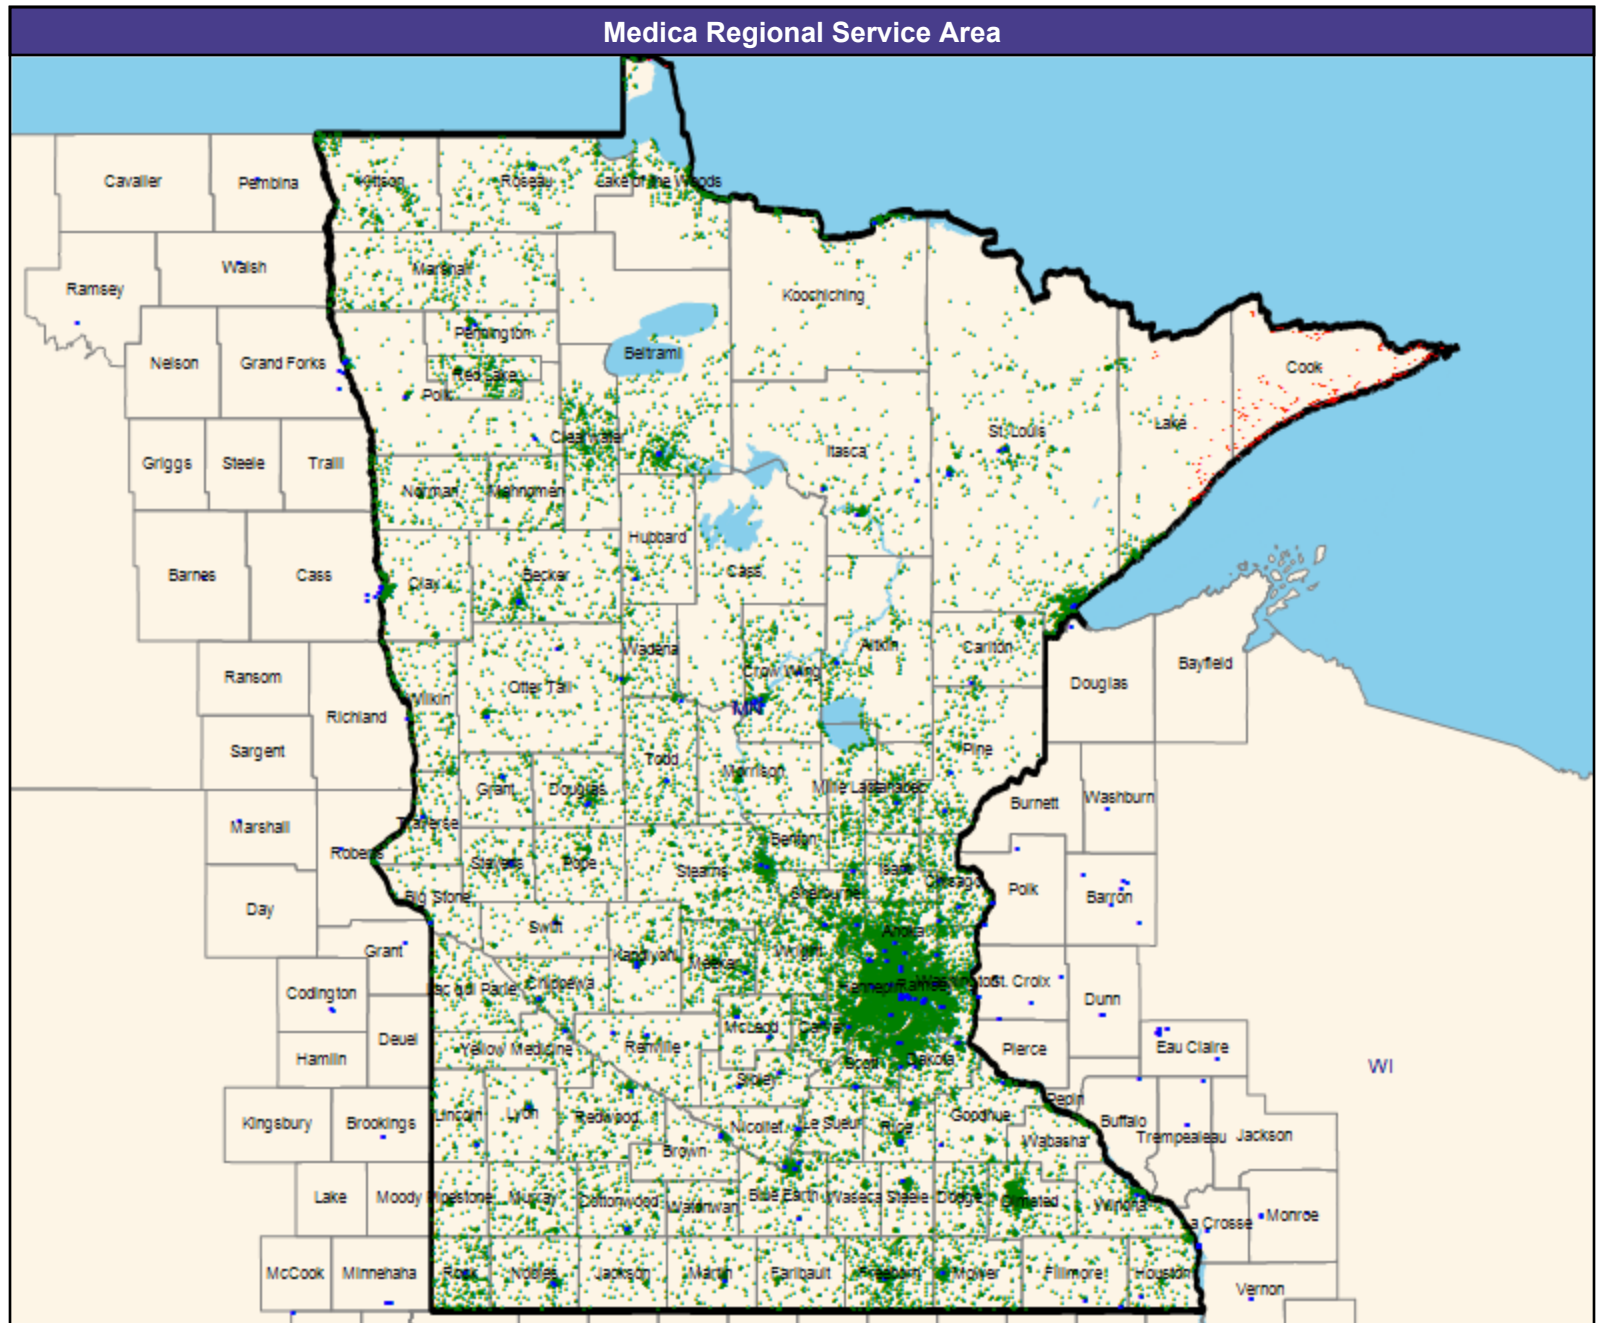 Medica Regional Service Area
Cavalier
Pembina
Kittson
Roseau
Lake of the Woods
Ramsey
Walsh
Marshall
Koochiching
Nelson
Grand Forks
Pennington
Beltrami
Red Lake
Polk
Cook
Lake
St. Louis
Clearwater
Itasca
Griggs
Steele
Traill
Norman
Mahnomen
Hubbard
Cass
Barnes
Cass
Clay
Becker
Wadena
Crow Wing
Aitkin
Carlton
Ransom
Richland
Wilkin
Otter Tail
MN
Douglas
Bayfield
Sargent
Todd
Morrison
Pine
Grant
Douglas
Mille Lacs
Kanabec
Burnett
Washburn
Marshall
Roberts
Traverse
Benton
Stevens
Pope
Stearns
Isanti
Chisago
Sherburne
Polk
Barron
Day
Big Stone
Swift
Anoka
Grant
Kandiyohi
Meeker
Wright
Codington
Lac qui Parle
Chippewa
Hennepin
Ramsey
Washington
St. Croix
Dunn
Deuel
McLeod
Carver
Hamlin
Yellow Medicine
Renville
Scott
Dakota
Pierce
Eau Claire
WI
Sibley
Kingsbury
Brookings
Lincoln
Lyon
Redwood
Nicollet
Le Sueur
Rice
Goodhue
Pepin
Buffalo
Trempealeau
Jackson
Brown
Wabasha
Lake
Moody
Pipestone
Murray
Cottonwood
Watonwan
Blue Earth
Waseca
Steele
Dodge
Olmsted
Winona
La Crosse
Monroe
McCook
Minnehaha
Rock
Nobles
Jackson
Martin
Faribault
Freeborn
Mower
Fillmore
Houston
Vernon